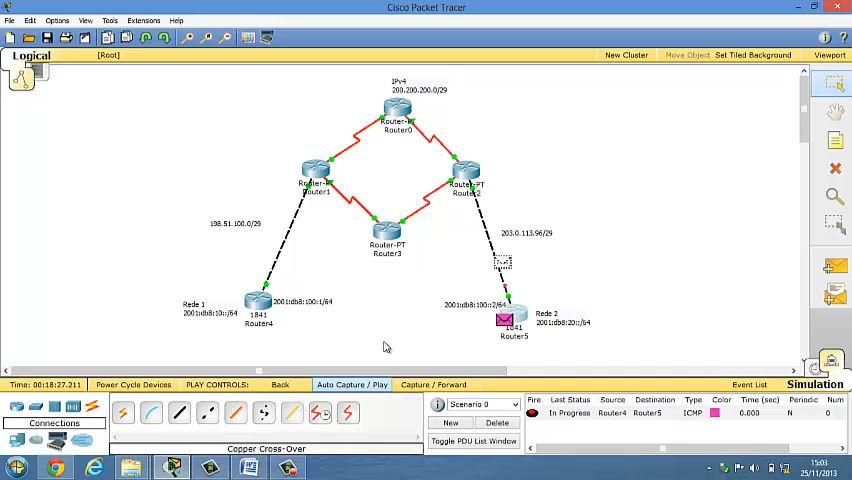 Cisco Packet Tracer
File Edit Options View Tools Extensions Help
Logical [Root] New Cluster Move Object Set Tiled Background Viewport
IPv4
200.200.200.0/29
Router-PT
Router0
Router-PT
Router1
Router-PT
Router2
198.51.100.0/29
203.0.113.96/29
Router-PT
Router3
Rede 1
2001:db8:10::/64
2001:db8:100:1/64
1841
Router4
2001:db8:100::2/64
Rede 2
2001:db8:20::/64
1841
Router5
Time: 00:18:27.211 Power Cycle Devices PLAY CONTROLS: Back Auto Capture / Play Capture / Forward Event List Simulation
Connections
Copper Cross-Over
Scenario 0
New Delete
Toggle PDU List Window
Fire Last Status Source Destination Type Color Time (sec) Periodic Num
In Progress Router4 Router5 ICMP 0.000 N 0
15:03
25/11/2013